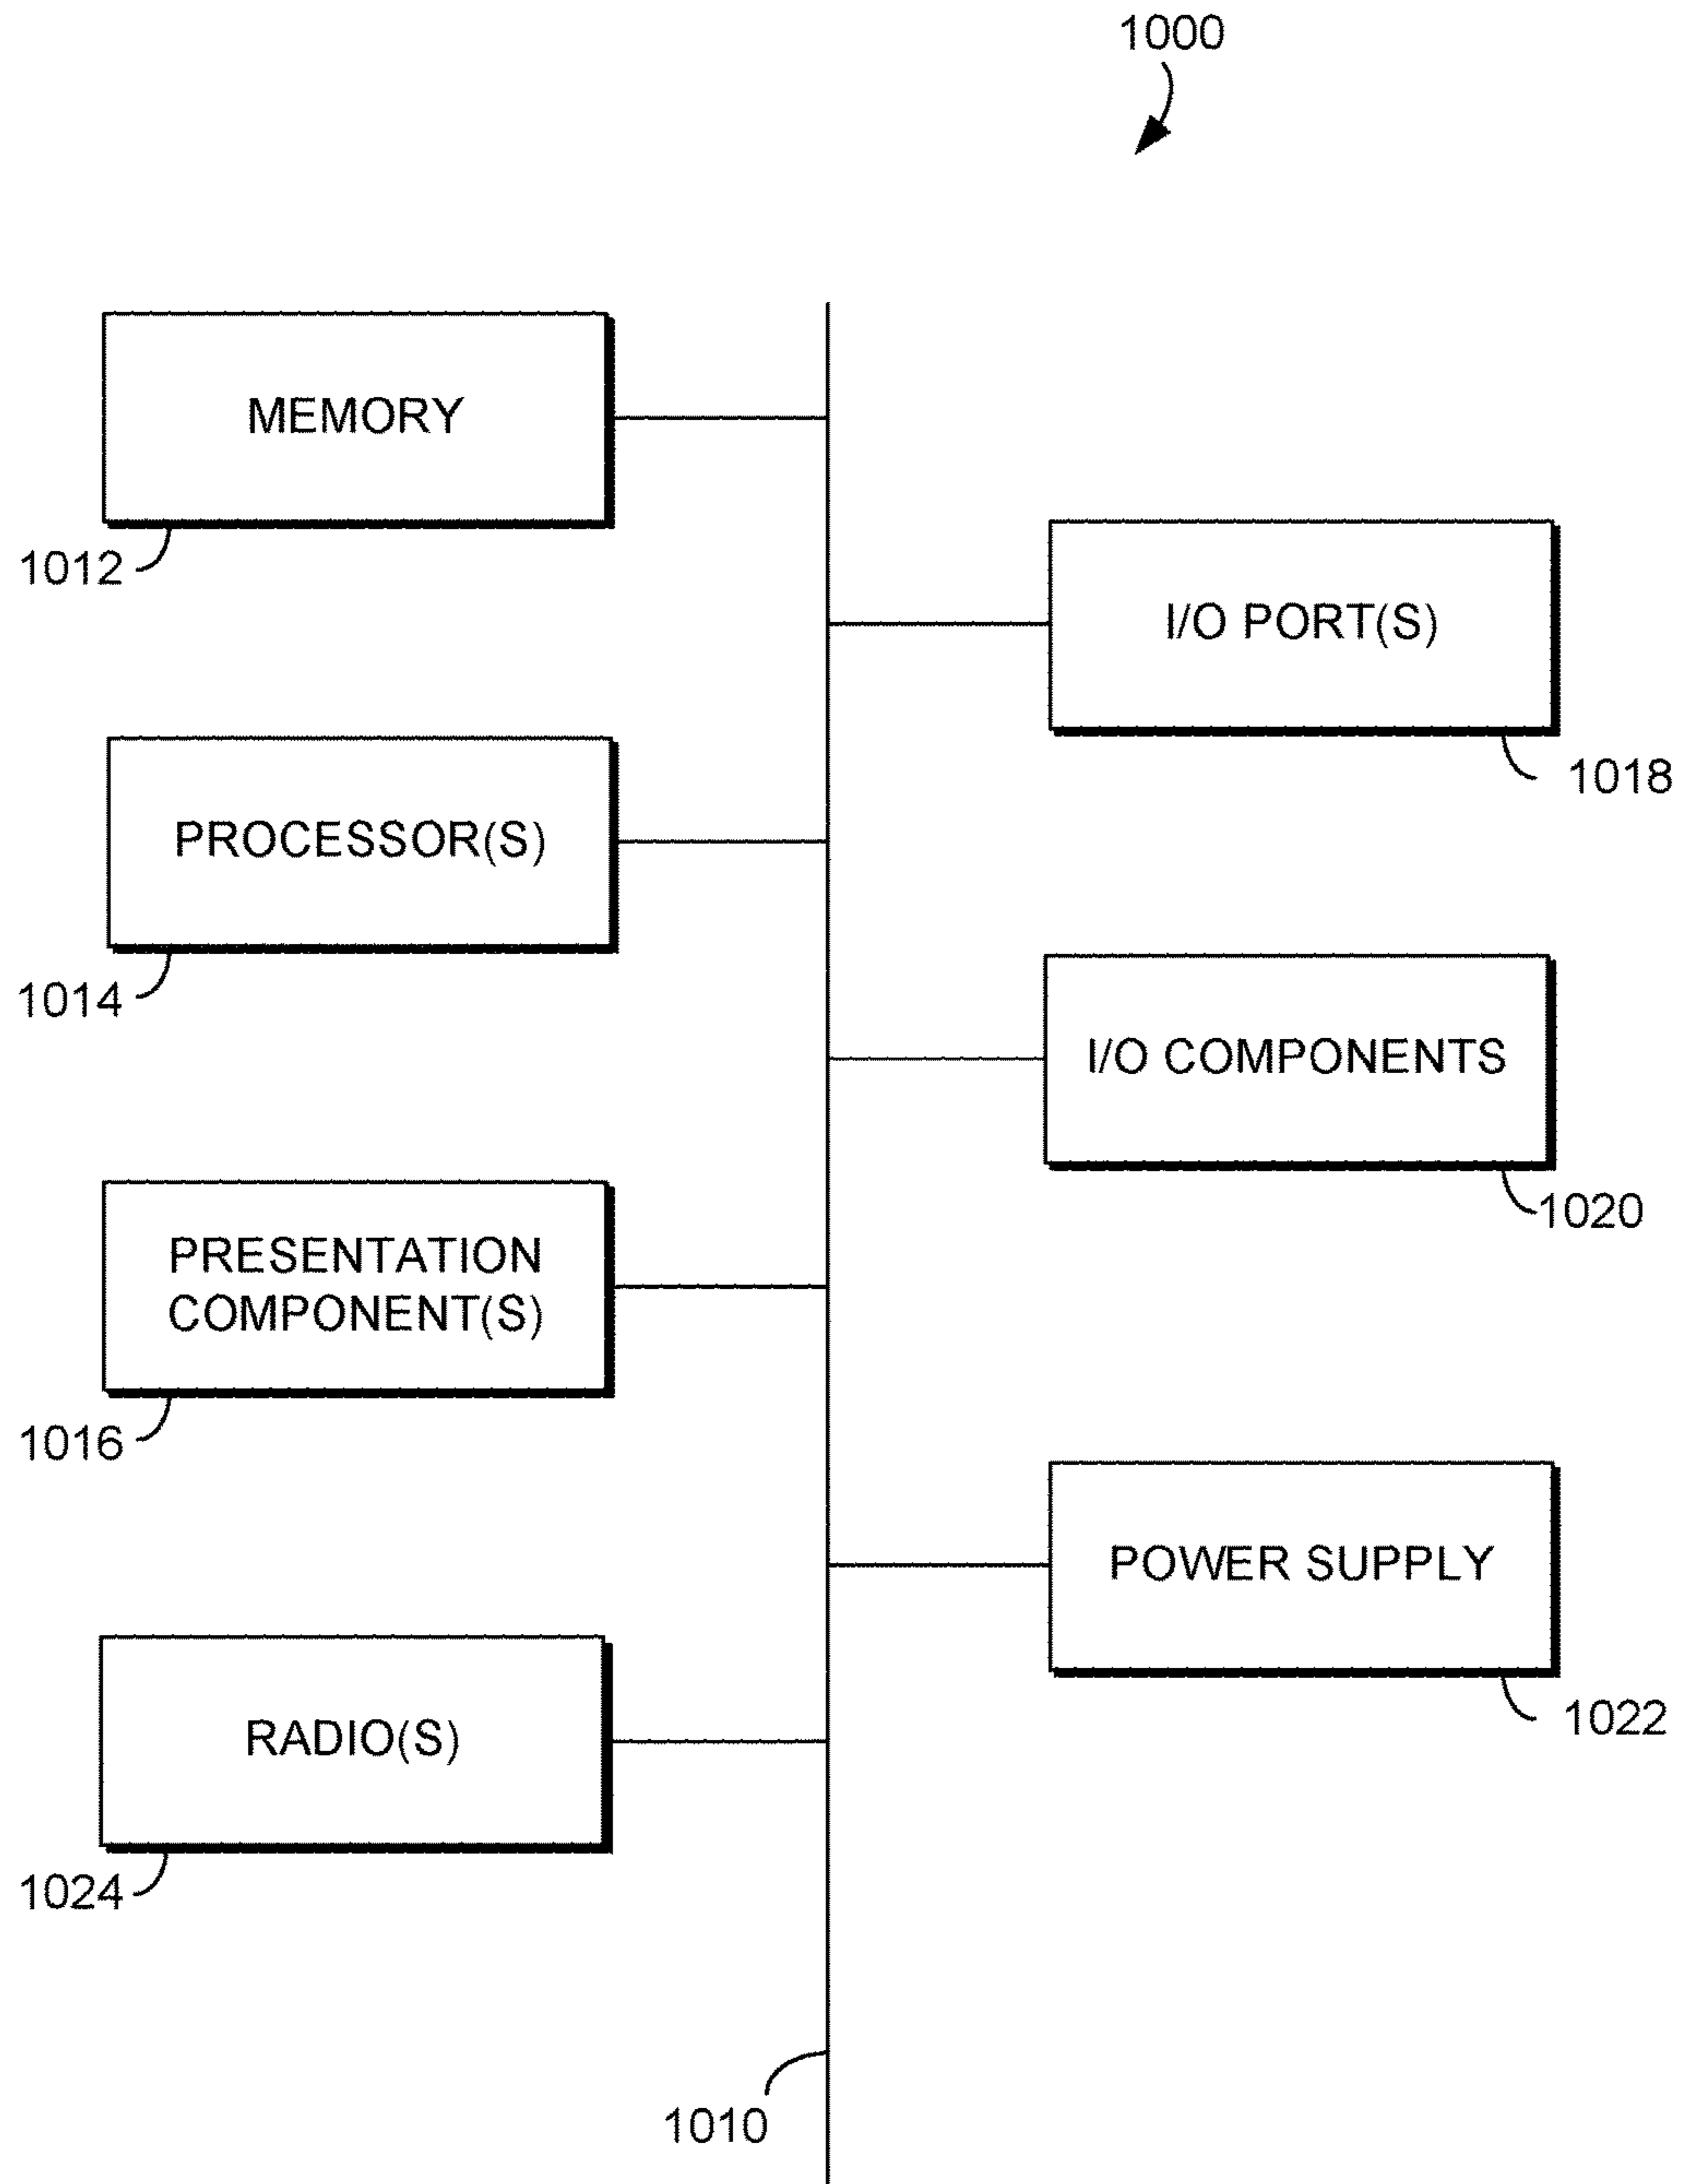 1000
MEMORY
1012
I/O PORT(S)
1018
PROCESSOR(S)
1014
I/O COMPONENTS
1020
PRESENTATION
COMPONENT(S)
1016
POWER SUPPLY
1022
RADIO(S)
1024
1010